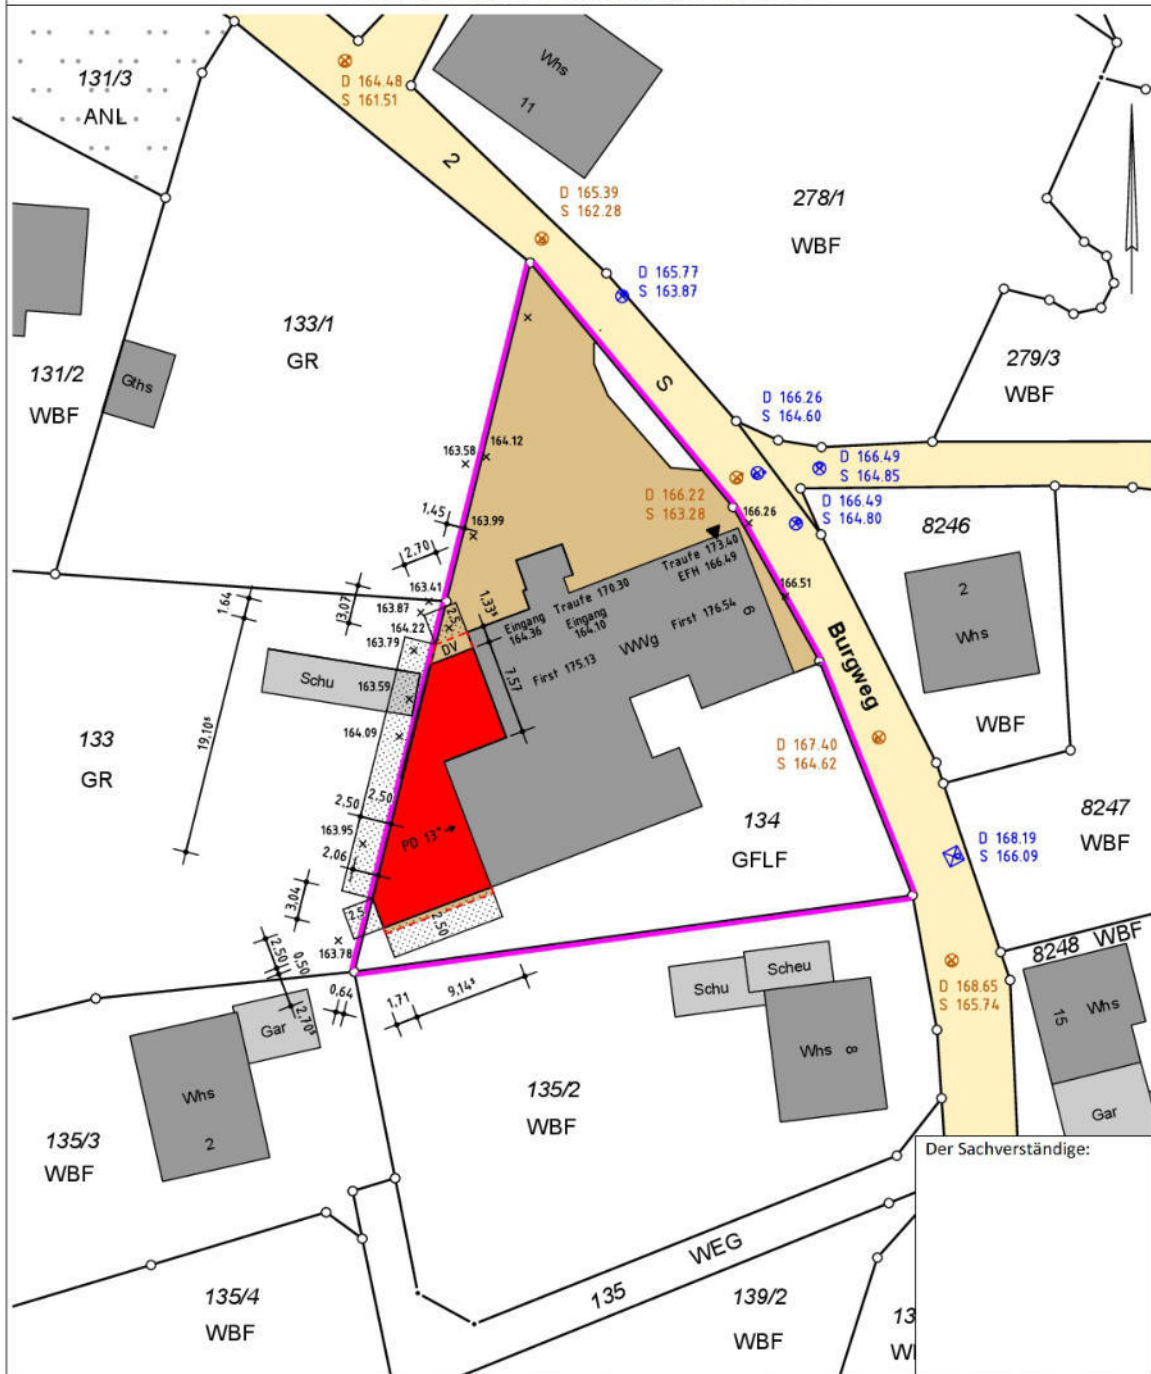 131/3
ANL
D 164.48
S 161.51
Whs
11
2
D 165.39
S 162.28
278/1
WBF
D 165.77
S 163.87
133/1
GR
131/2
WBF
Gths
S
279/3
WBF
D 166.26
S 164.60
163.58
164.12
D 166.49
S 164.85
D 166.22
S 163.28
D 166.49
S 164.80
166.26
8246
1,45
163.99
2,70
1,64
3,07
163.41
163.87
164.22
163.79
2.5
1,33⁵
DV
Eingang
164.36
Traufe 170.30
Eingang
164.10
Traufe 173.40
EFH 166.49
166.51
First 175.13
WWg
First 176.54
6
7,57
2
Whs
WBF
Burgweg
Schu
163.59
164.09
19,10⁵
133
GR
2,50
2,50
163.95
2,06
PD 13°
D 167.40
S 164.62
134
GFLF
8247
WBF
D 168.19
S 166.09
3,04
2.5
2,50
163.78
2,50
0,50
2,70⁵
0,64
1,71
9,14⁵
8248 WBF
Schu
Scheu
D 168.65
S 165.74
Gar
Whs
2
Whs 8
15
Whs
Gar
135/2
WBF
135/3
WBF
Der Sachverständige:
WEG
135
135/4
WBF
139/2
WBF
13
W